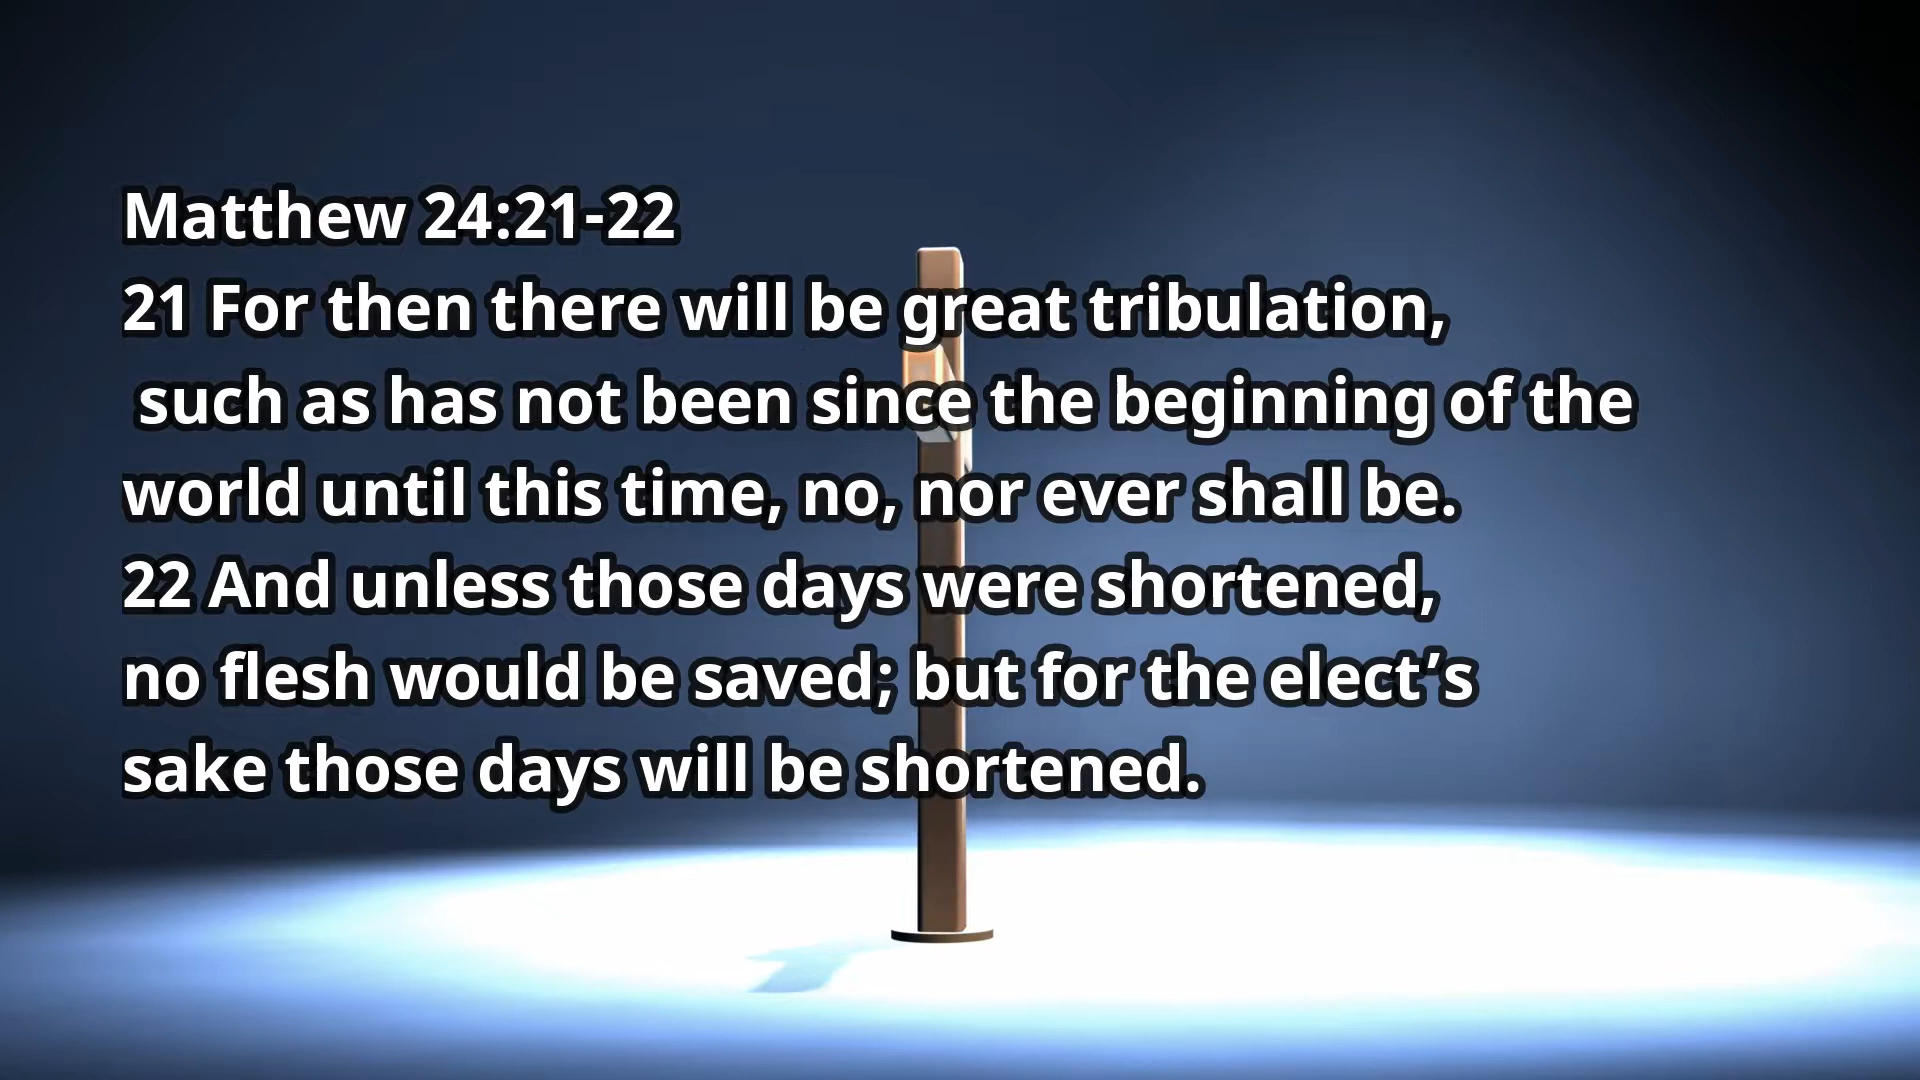 Matthew 24:21-22
21 For then there will be great tribulation,
such as has not been since the beginning of the
world until this time, no, nor ever shall be.
22 And unless those days were shortened,
no flesh would be saved; but for the elect’s
sake those days will be shortened.